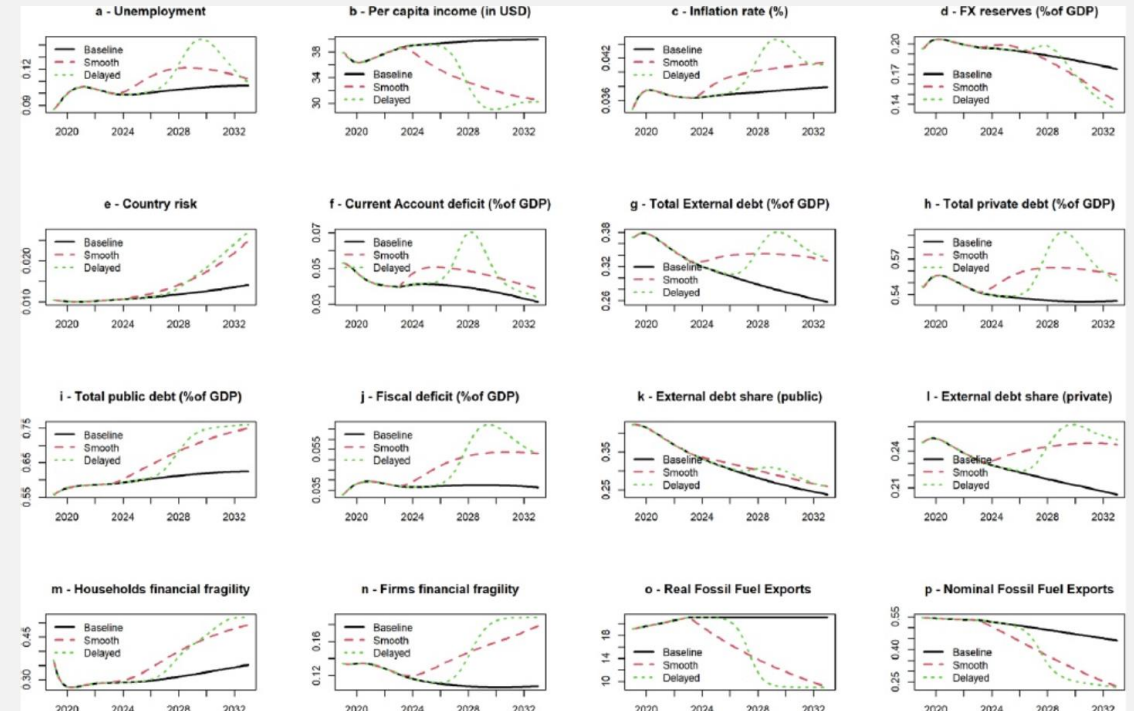 a - Unemployment
0.12
0.09
Baseline
Smooth
Delayed
2020 2024 2028 2032
b - Per capita income (in USD)
38
34
30
Baseline
Smooth
Delayed
2020 2024 2028 2032
c - Inflation rate (%)
0.042
0.036
Baseline
Smooth
Delayed
2020 2024 2028 2032
d - FX reserves (%of GDP)
0.20
0.17
0.14
Baseline
Smooth
Delayed
2020 2024 2028 2032
e - Country risk
0.020
0.010
Baseline
Smooth
Delayed
2020 2024 2028 2032
f - Current Account deficit (%of GDP)
0.07
0.05
0.03
Baseline
Smooth
Delayed
2020 2024 2028 2032
g - Total External debt (%of GDP)
0.38
0.32
0.26
Baseline
Smooth
Delayed
2020 2024 2028 2032
h - Total private debt (%of GDP)
0.57
0.54
Baseline
Smooth
Delayed
2020 2024 2028 2032
i - Total public debt (%of GDP)
0.75
0.65
0.55
Baseline
Smooth
Delayed
2020 2024 2028 2032
j - Fiscal deficit (%of GDP)
0.055
0.035
Baseline
Smooth
Delayed
2020 2024 2028 2032
k - External debt share (public)
0.35
0.25
Baseline
Smooth
Delayed
2020 2024 2028 2032
l - External debt share (private)
0.24
0.21
Baseline
Smooth
Delayed
2020 2024 2028 2032
m - Households financial fragility
0.45
0.30
Baseline
Smooth
Delayed
2020 2024 2028 2032
n - Firms financial fragility
0.16
0.12
Baseline
Smooth
Delayed
2020 2024 2028 2032
o - Real Fossil Fuel Exports
18
14
10
Baseline
Smooth
Delayed
2020 2024 2028 2032
p - Nominal Fossil Fuel Exports
0.55
0.40
0.25
Baseline
Smooth
Delayed
2020 2024 2028 2032